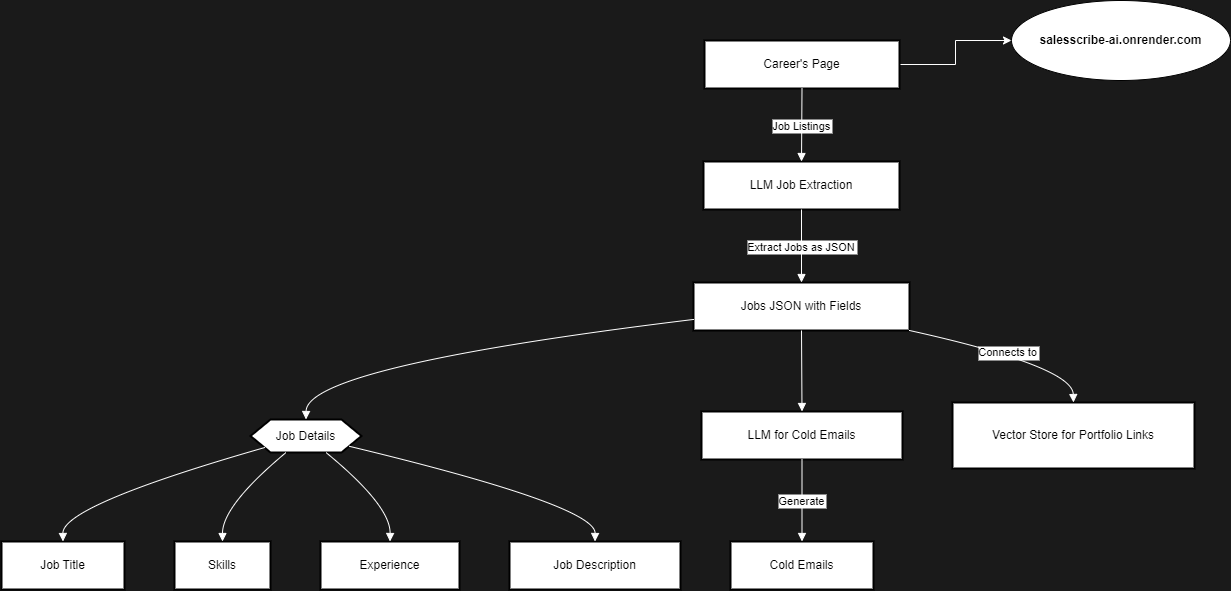 salesscribe-ai.onrender.com
Career's Page
Job Listings
LLM Job Extraction
Extract Jobs as JSON
Jobs JSON with Fields
Connects to
Job Details
LLM for Cold Emails
Vector Store for Portfolio Links
Generate
Job Title
Skills
Experience
Job Description
Cold Emails